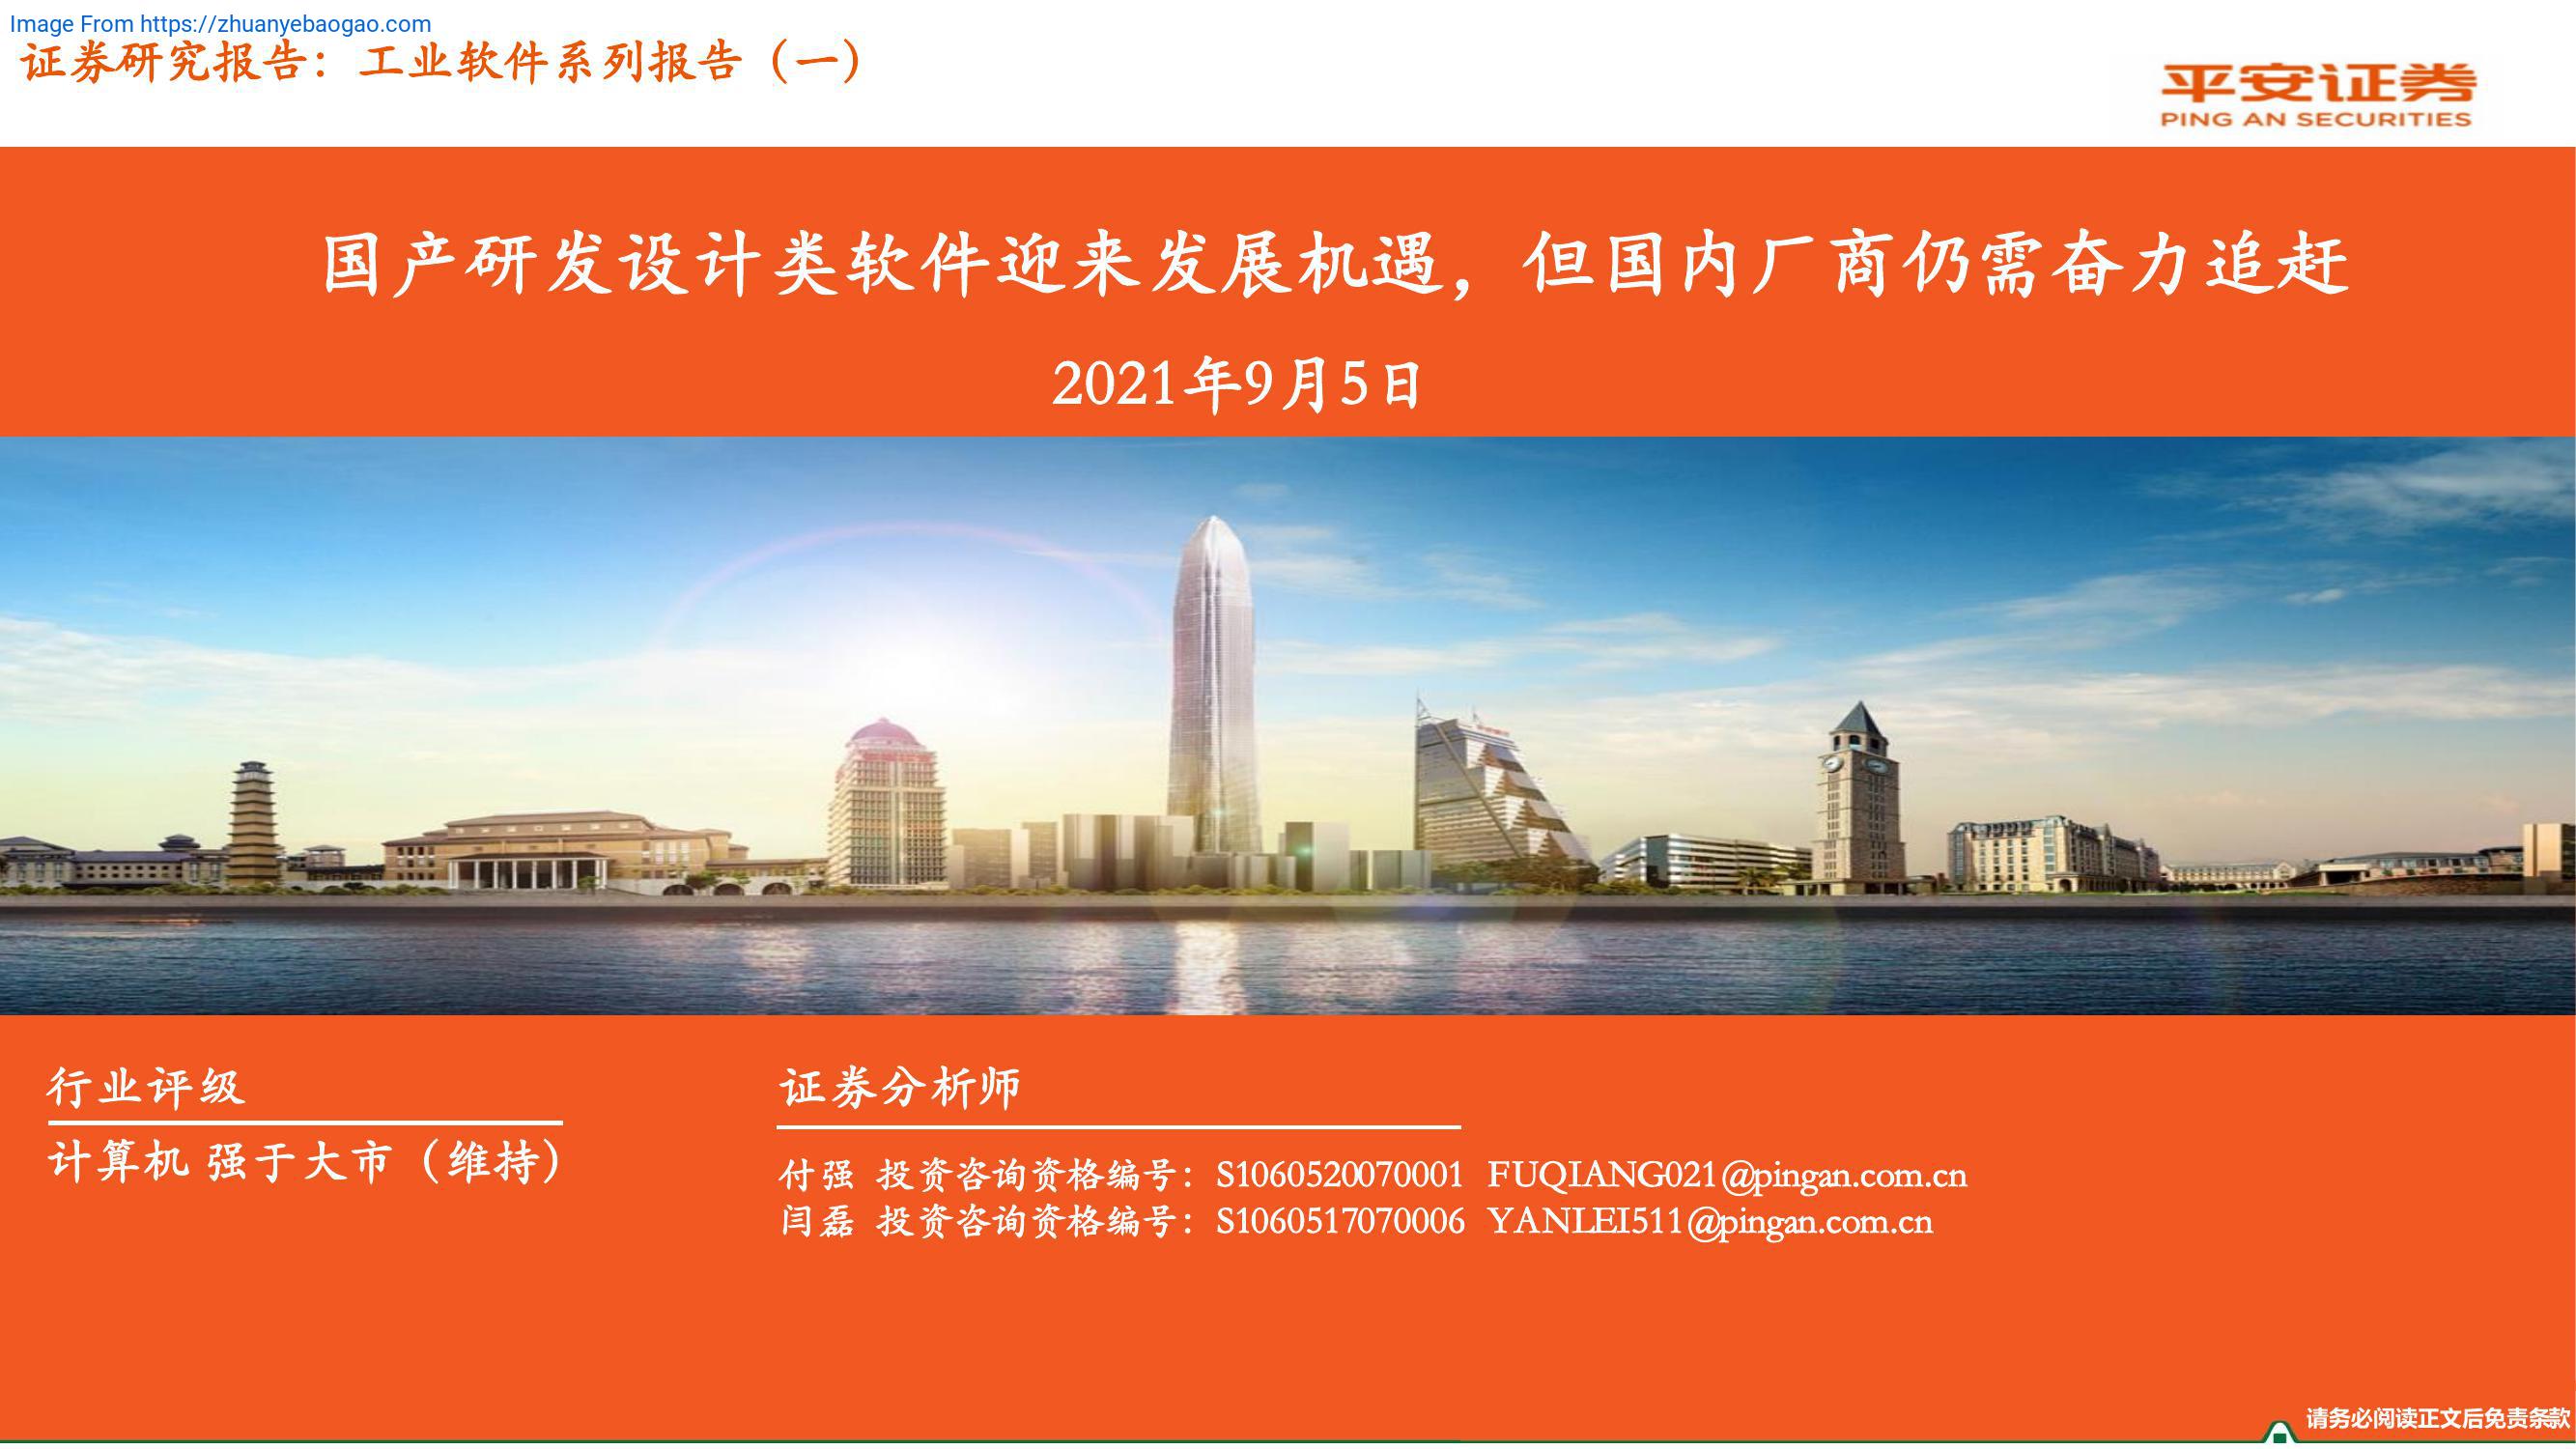 Image From https://zhuanyebaogao.com
证券研究报告：工业软件系列报告（一）
平安证券
PING AN SECURITIES
国产研发设计类软件迎来发展机遇，但国内厂商仍需奋力追赶
2021年9月5日
行业评级
计算机 强于大市（维持）
证券分析师
付强 投资咨询资格编号：S1060520070001 FUQIANG021@pingan.com.cn
闫磊 投资咨询资格编号：S1060517070006 YANLEI511@pingan.com.cn
请务必阅读正文后免责条款